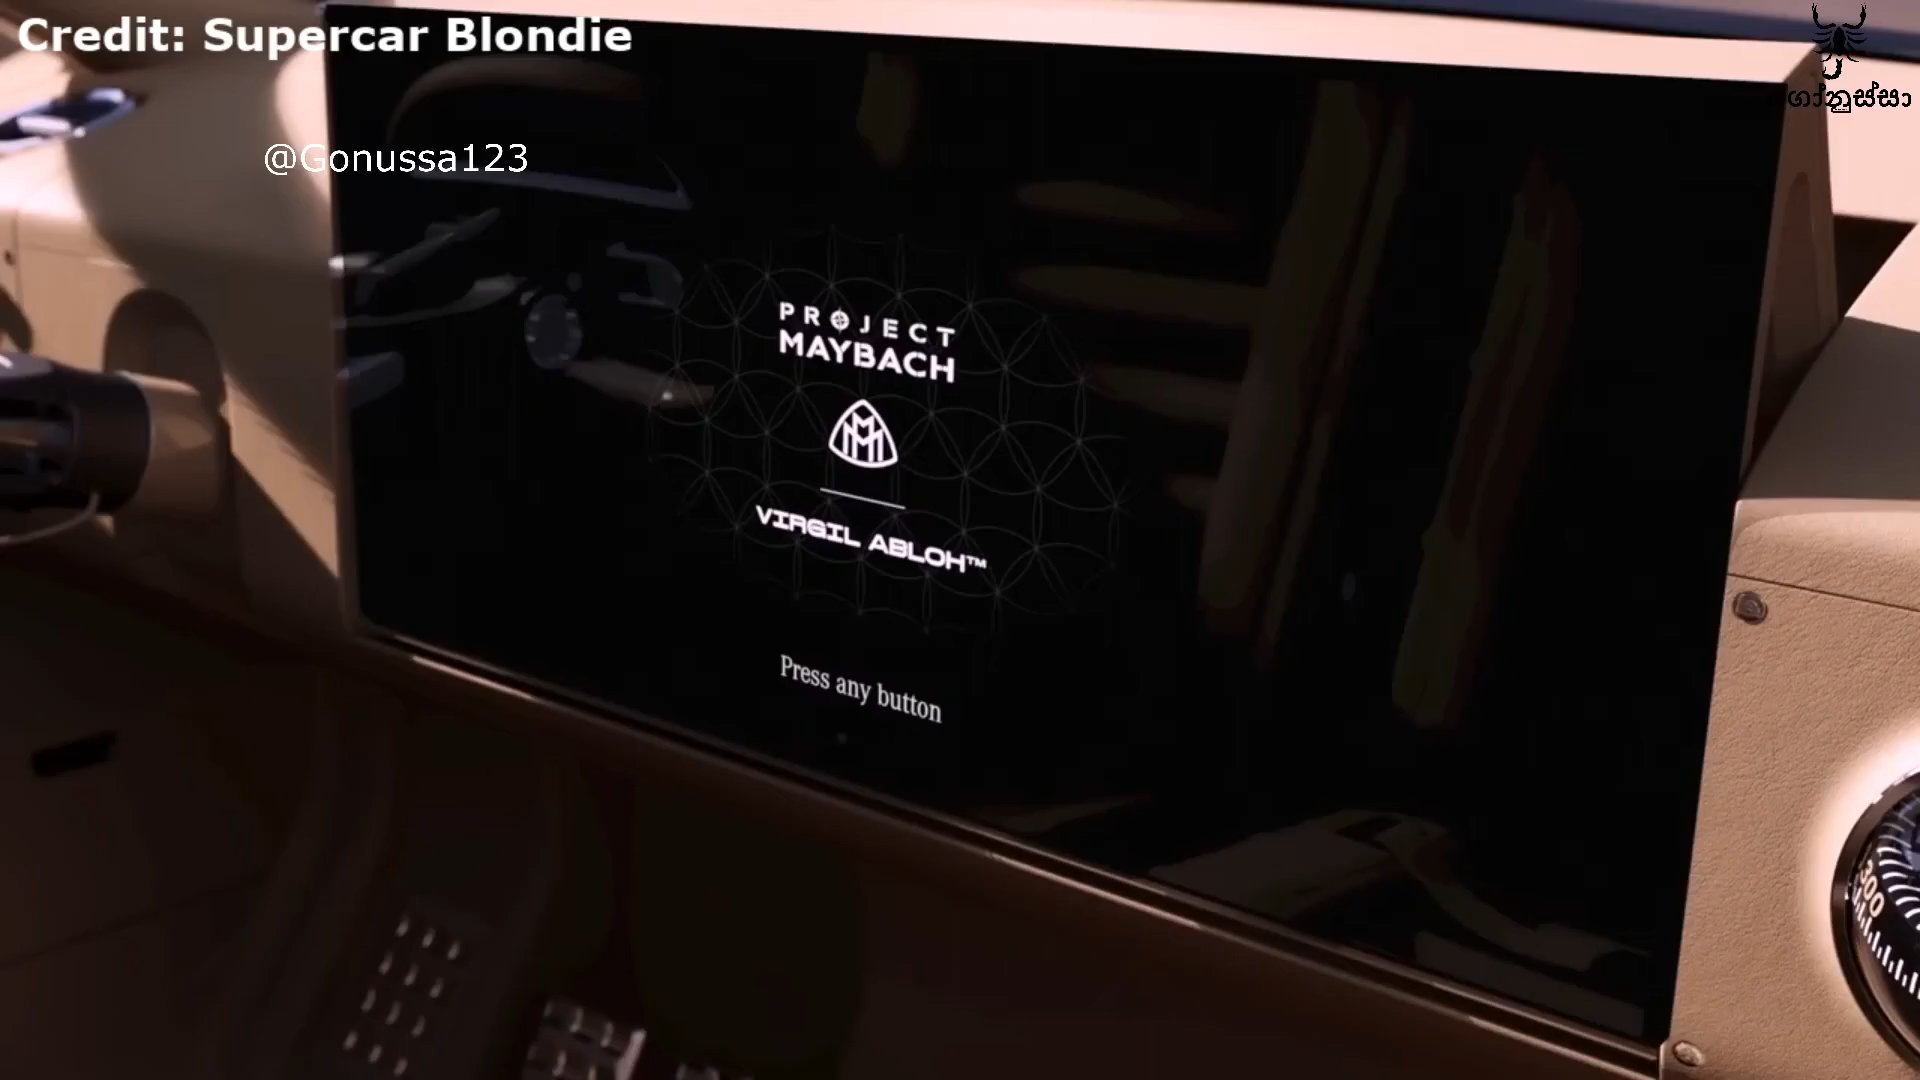 Credit: Supercar Blondie
ගෝනුස්සා
@Gonussa123
PROJECT
MAYBACH
VIRGIL ABLOH™
Press any button
300